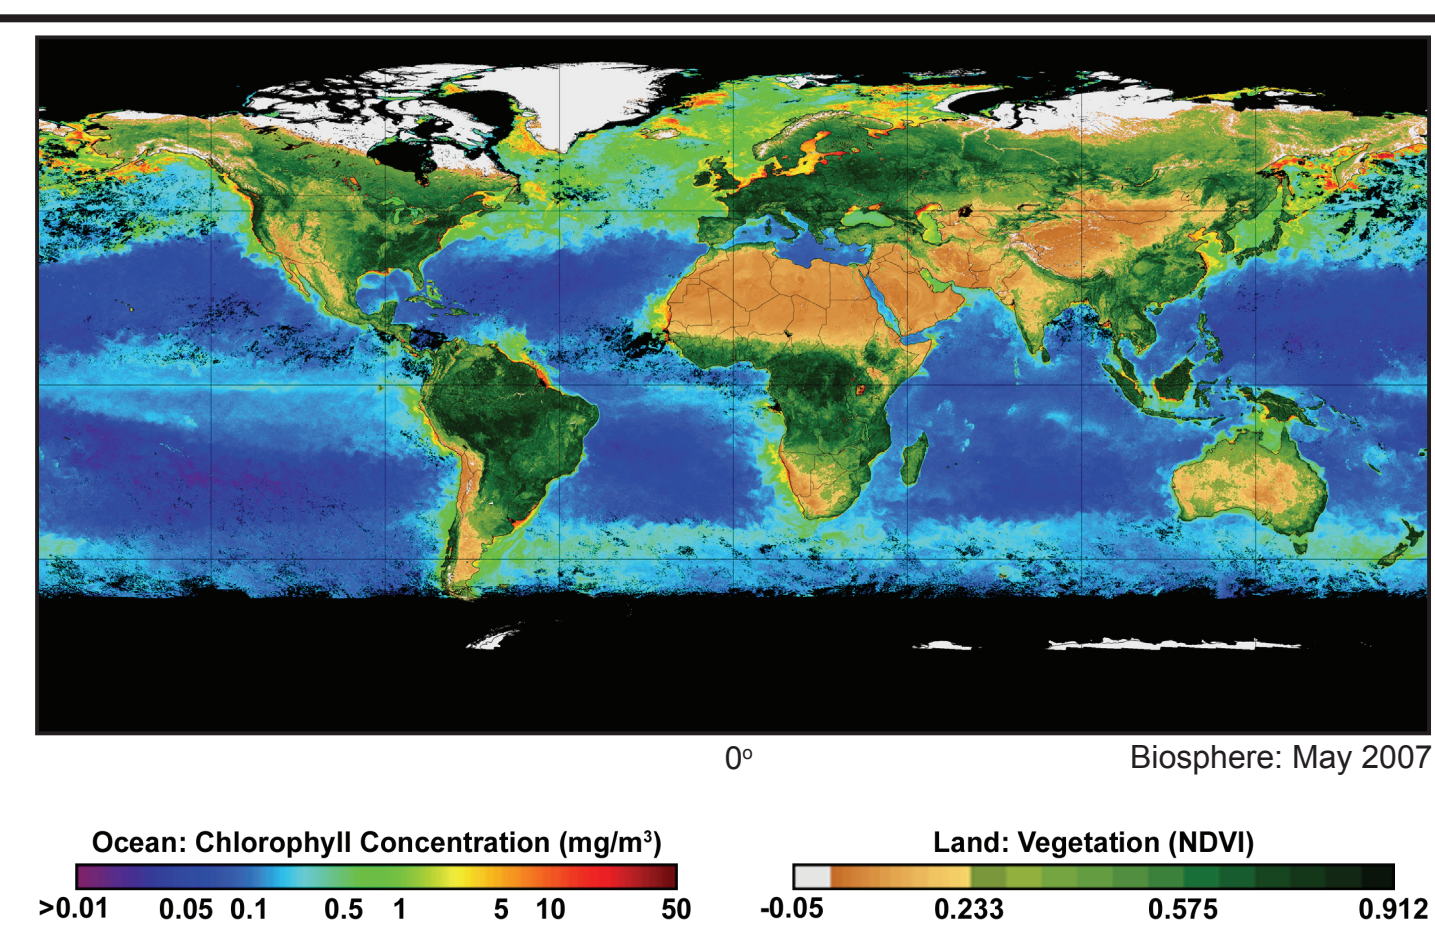 0º
Biosphere: May 2007
Ocean: Chlorophyll Concentration (mg/m³)
>0.01 0.05 0.1 0.5 1 5 10 50
Land: Vegetation (NDVI)
-0.05 0.233 0.575 0.912